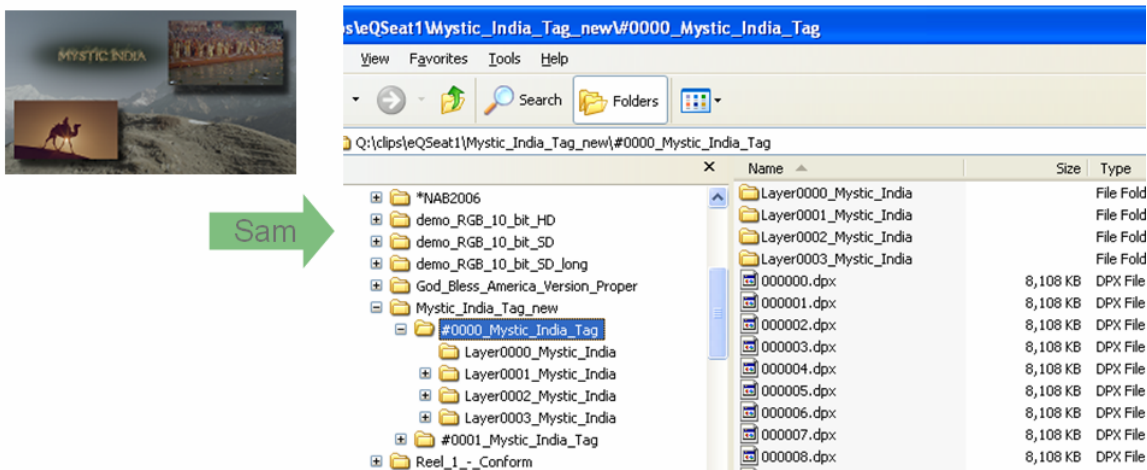 MYSTIC INDIA
Sam
s\eQSeat1\Mystic_India_Tag_new\#0000_Mystic_India_Tag
View Favorites Tools Help
Search Folders
Q:\clips\eQSeat1\Mystic_India_Tag_new\#0000_Mystic_India_Tag
*NAB2006
demo_RGB_10_bit_HD
demo_RGB_10_bit_SD
demo_RGB_10_bit_SD_long
God_Bless_America_Version_Proper
Mystic_India_Tag_new
#0000_Mystic_India_Tag
Layer0000_Mystic_India
Layer0001_Mystic_India
Layer0002_Mystic_India
Layer0003_Mystic_India
#0001_Mystic_India_Tag
Reel_1_-_Conform
Name Size Type
Layer0000_Mystic_India File Fold
Layer0001_Mystic_India File Fold
Layer0002_Mystic_India File Fold
Layer0003_Mystic_India File Fold
000000.dpx 8,108 KB DPX File
000001.dpx 8,108 KB DPX File
000002.dpx 8,108 KB DPX File
000003.dpx 8,108 KB DPX File
000004.dpx 8,108 KB DPX File
000005.dpx 8,108 KB DPX File
000006.dpx 8,108 KB DPX File
000007.dpx 8,108 KB DPX File
000008.dpx 8,108 KB DPX File